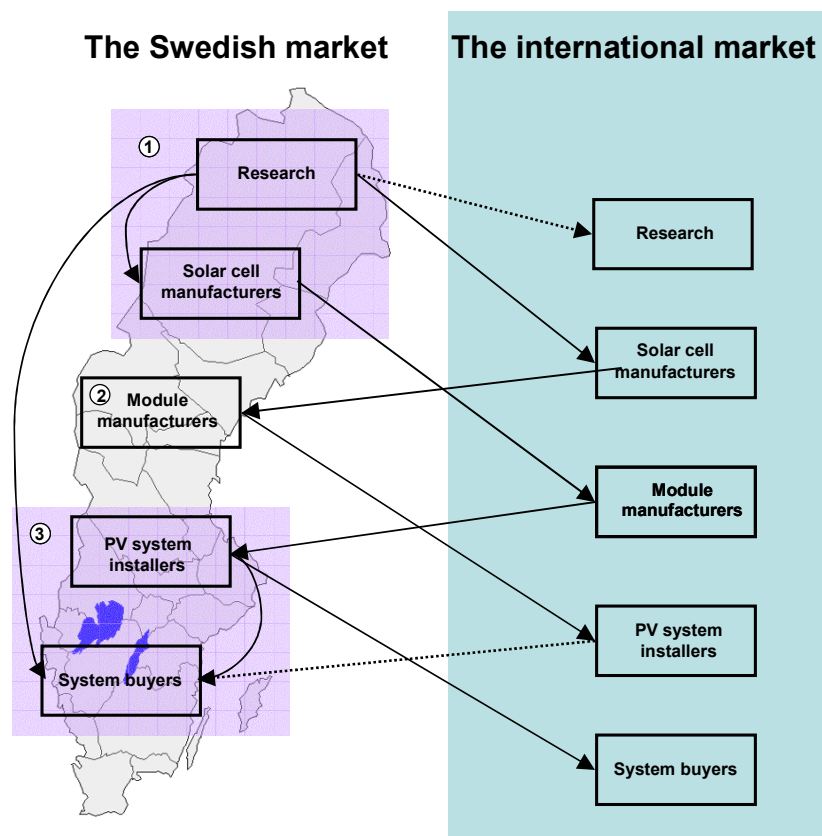 The Swedish market
The international market
1
Research
Solar cell
manufacturers
2
Module
manufacturers
3
PV system
installers
System buyers
Research
Solar cell
manufacturers
Module
manufacturers
PV system
installers
System buyers